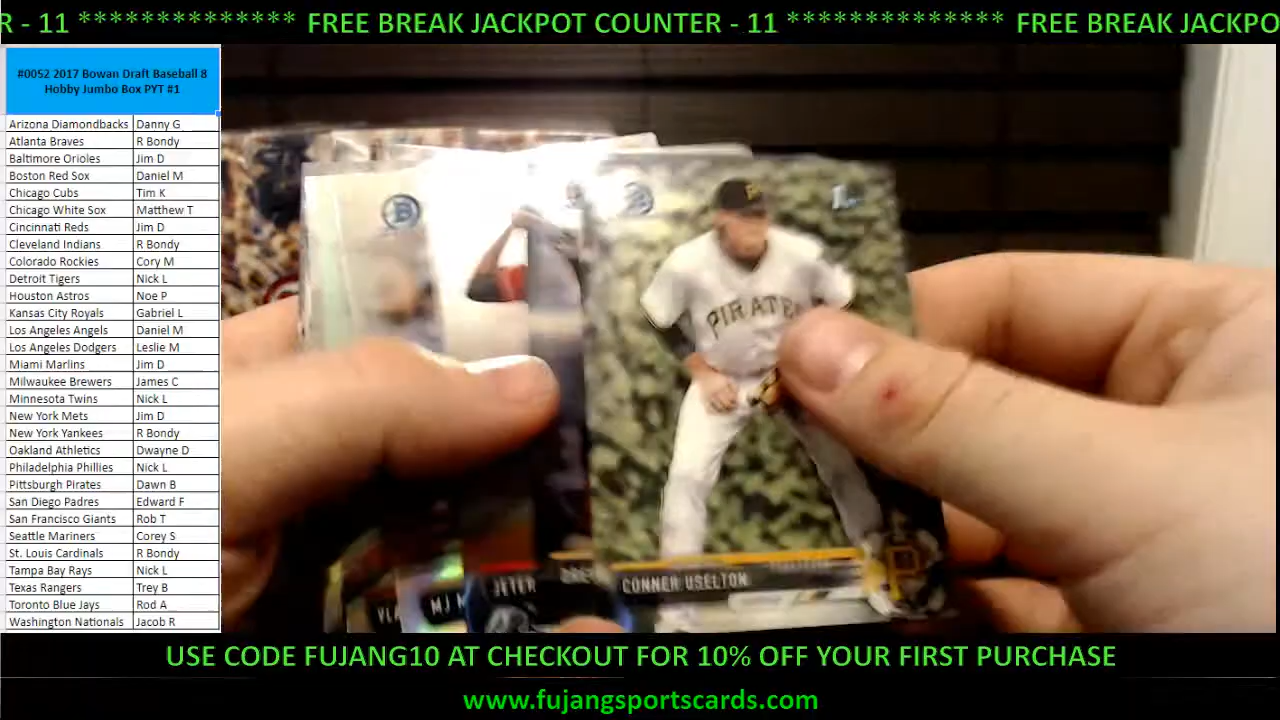 R - 11 ************** FREE BREAK JACKPOT COUNTER - 11 ************** FREE BREAK JACKPO
#0052 2017 Bowan Draft Baseball 8
Hobby Jumbo Box PYT #1
Arizona Diamondbacks Danny G
Atlanta Braves R Bondy
Baltimore Orioles Jim D
Boston Red Sox Daniel M
Chicago Cubs Tim K
Chicago White Sox Matthew T
Cincinnati Reds Jim D
Cleveland Indians R Bondy
Colorado Rockies Cory M
Detroit Tigers Nick L
Houston Astros Noe P
Kansas City Royals Gabriel L
Los Angeles Angels Daniel M
Los Angeles Dodgers Leslie M
Miami Marlins Jim D
Milwaukee Brewers James C
Minnesota Twins Nick L
New York Mets Jim D
New York Yankees R Bondy
Oakland Athletics Dwayne D
Philadelphia Phillies Nick L
Pittsburgh Pirates Dawn B
San Diego Padres Edward F
San Francisco Giants Rob T
Seattle Mariners Corey S
St. Louis Cardinals R Bondy
Tampa Bay Rays Nick L
Texas Rangers Trey B
Toronto Blue Jays Rod A
Washington Nationals Jacob R
PIRATE
CONNER USELTON
VLA
MJ M
JETER
USE CODE FUJANG10 AT CHECKOUT FOR 10% OFF YOUR FIRST PURCHASE
www.fujangsportscards.com